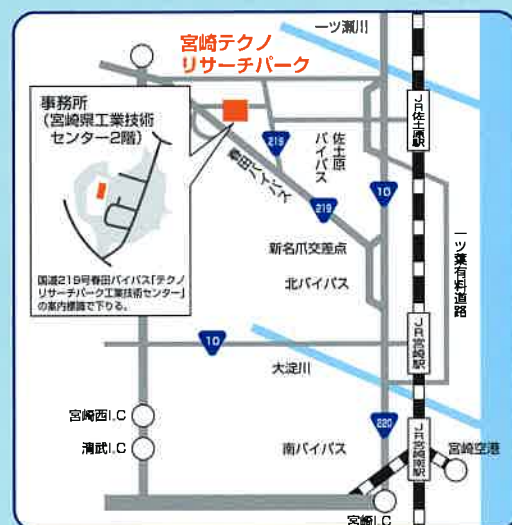 一ツ瀬川
宮崎テクノ
リサーチパーク
事務所
(宮崎県工業技術
センター2階)
国道219号春田バイパス「テクノ
リサーチパーク工業技術センター」
の案内標識で下りる。
219
佐土原
バイパス
春田バイパス
219
10
JR佐土原駅
新名爪交差点
北バイパス
一ツ葉有料道路
10
大淀川
JR宮崎駅
宮崎西I.C
清武I.C
220
南バイパス
JR宮崎南駅
宮崎空港
宮崎I.C